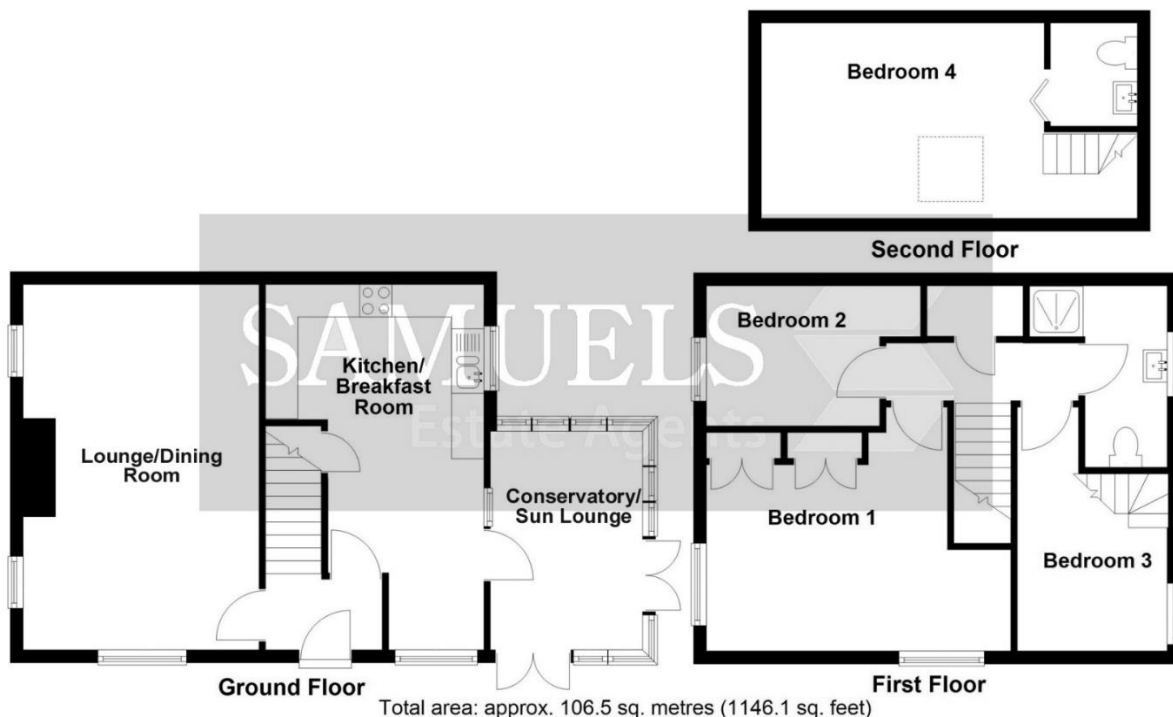 Bedroom 4
Second Floor
SAMUELS
Estate Agents
Kitchen/
Breakfast
Room
Lounge/Dining
Room
Conservatory/
Sun Lounge
Bedroom 2
Bedroom 1
Bedroom 3
Ground Floor
First Floor
Total area: approx. 106.5 sq. metres (1146.1 sq. feet)